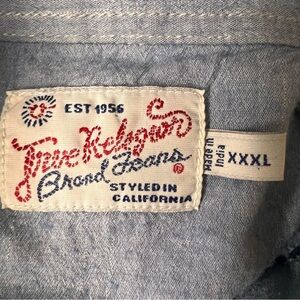 EST 1956
True Religion
Brand Jeans ®
STYLED IN
CALIFORNIA
Made in
India
XXXL